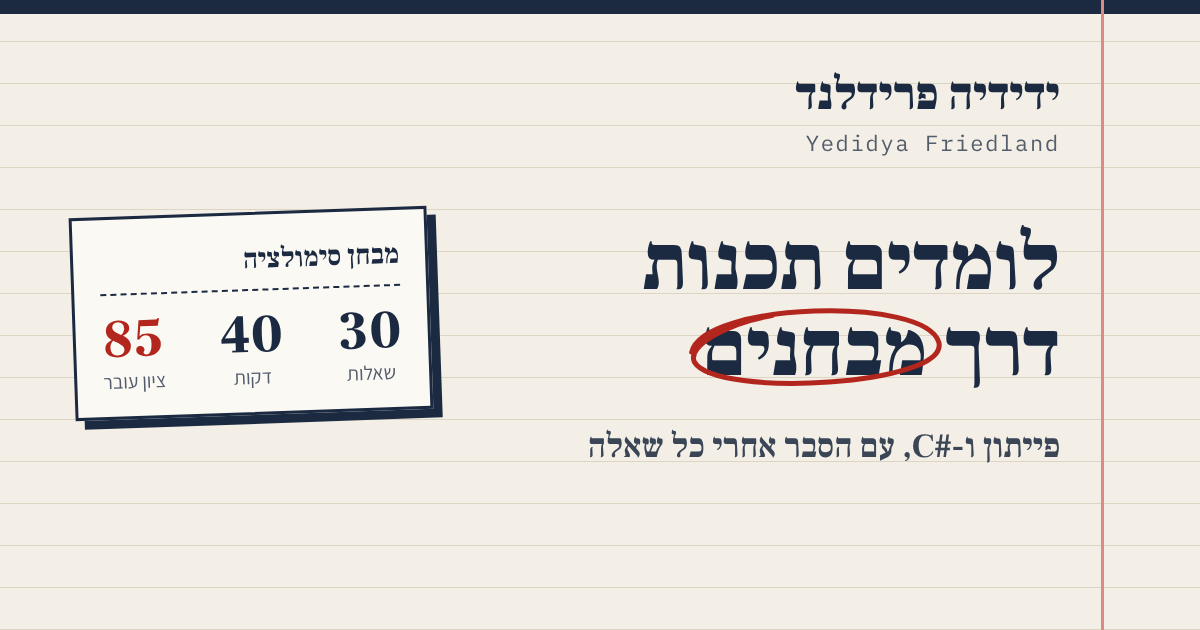 ידידיה פרידלנד
Yedidya Friedland
לומדים תכנות
דרך מבחנים
פייתון ו-C#, עם הסבר אחרי כל שאלה
מבחן סימולציה
30 40 85
שאלות דקות ציון עובר